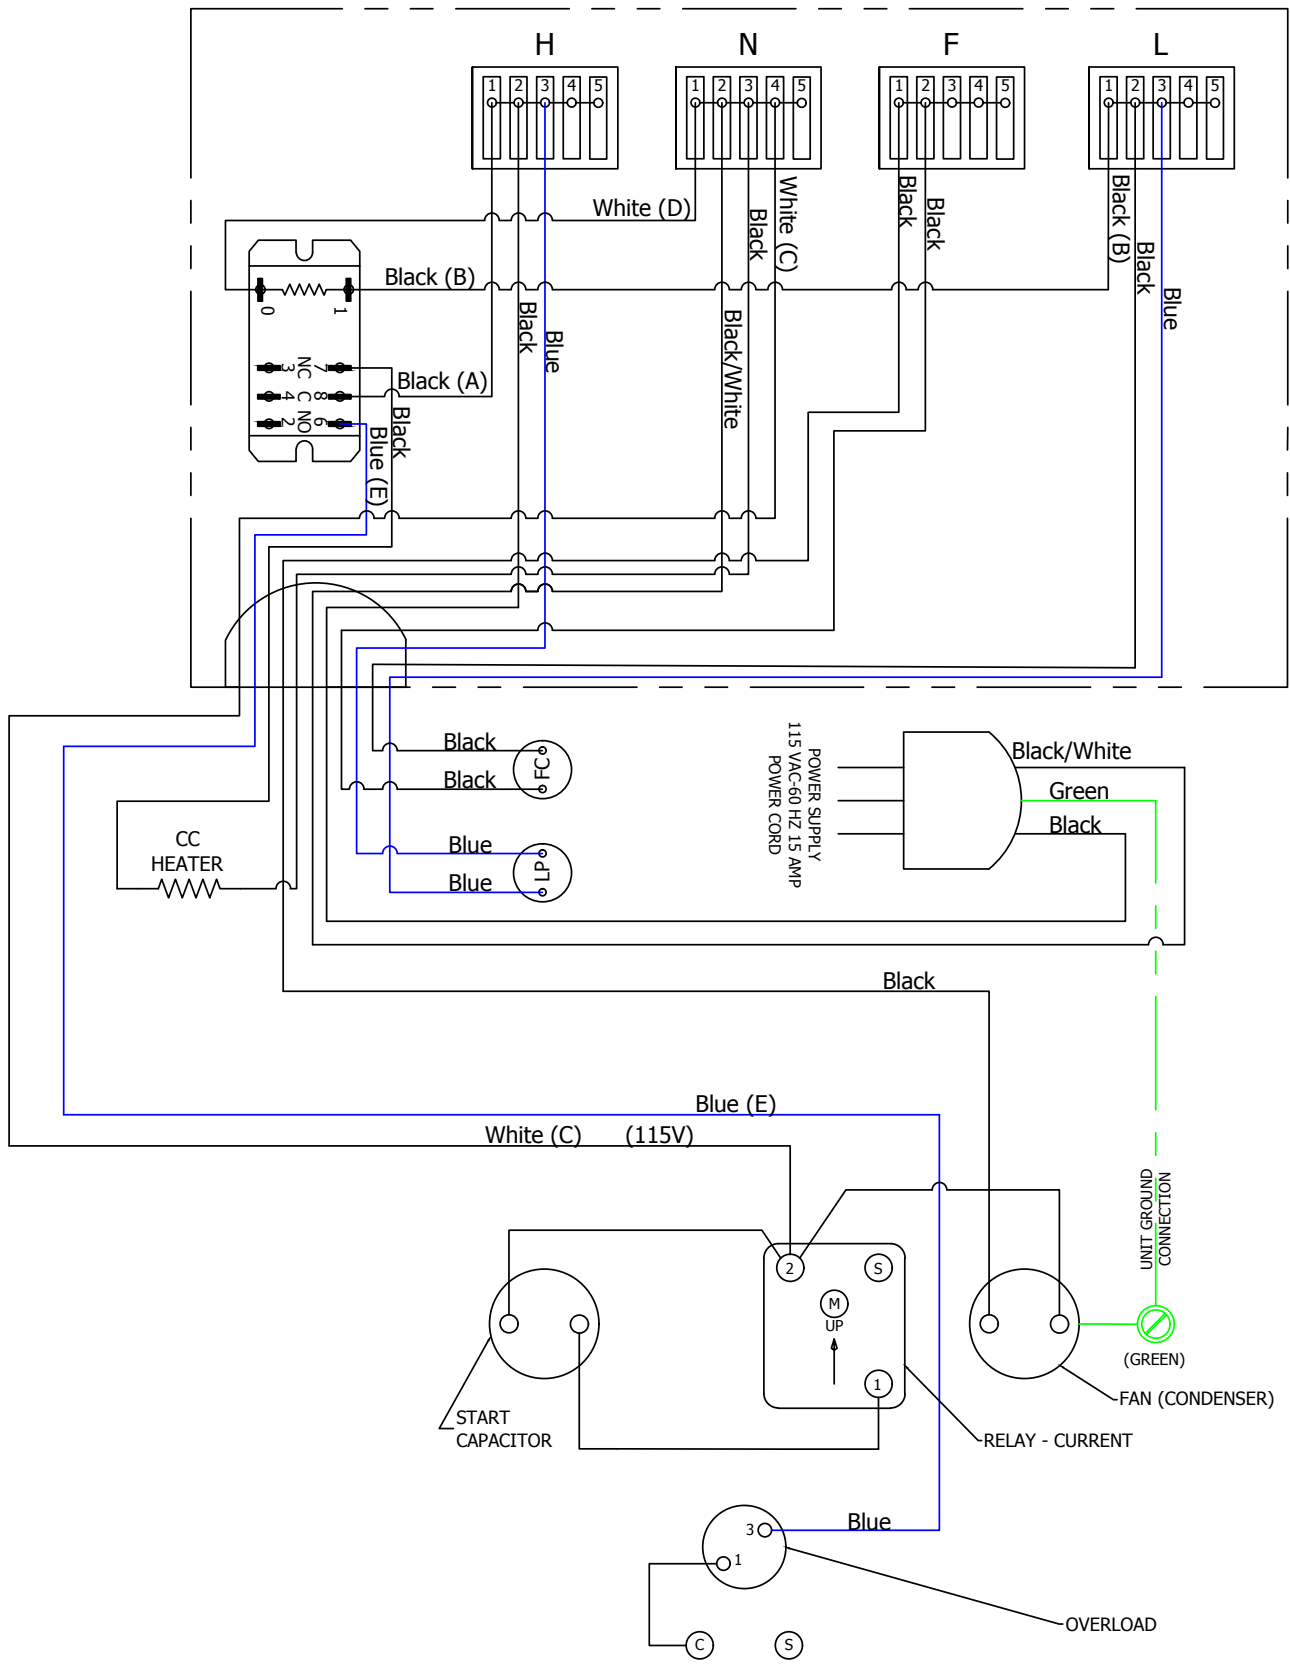 H N F L
1 2 3 4 5
1 2 3 4 5
1 2 3 4 5
1 2 3 4 5
White (D)
Black
White (C)
Black
Black
Black (B)
Black
Blue
Black (B)
0 1
Black
Blue
Black/White
3 NC 7
4 C 8
2 NO 6
Black (A)
Black
Blue (E)
Black
Black
FC
Blue
Blue
LP
CC
HEATER
POWER SUPPLY
115 VAC-60 HZ 15 AMP
POWER CORD
Black/White
Green
Black
Black
Blue (E)
White (C) (115V)
UNIT GROUND
CONNECTION
2 S
M
UP
1
(GREEN)
FAN (CONDENSER)
START
CAPACITOR
RELAY - CURRENT
Blue
3
1
OVERLOAD
C S